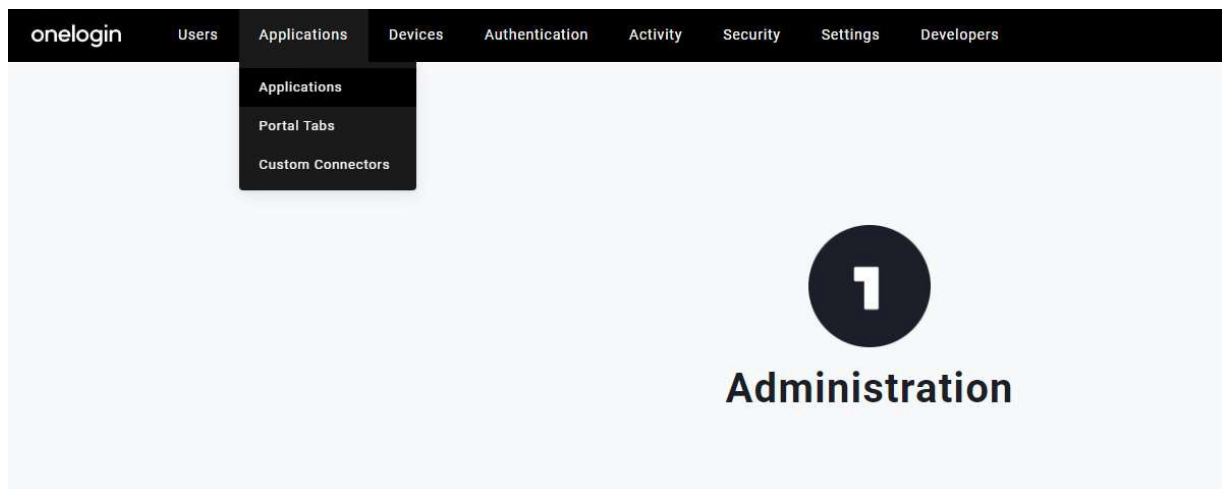 onelogin Users Applications Devices Authentication Activity Security Settings Developers
Applications
Portal Tabs
Custom Connectors
1
Administration